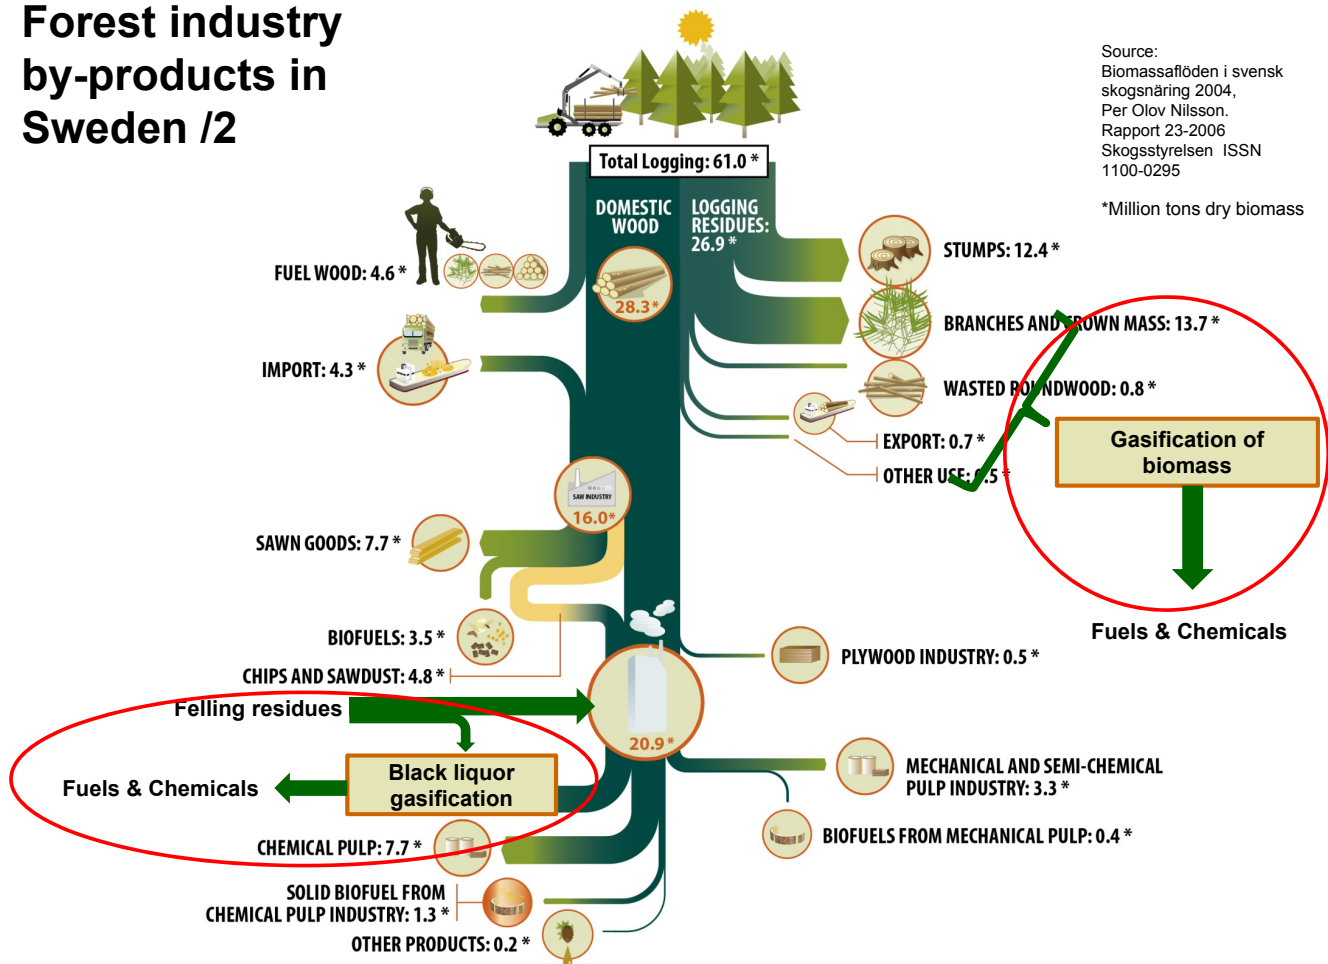 Forest industry
by-products in
Sweden /2
Source:
Biomassaflöden i svensk
skogsnäring 2004,
Per Olov Nilsson.
Rapport 23-2006
Skogsstyrelsen ISSN
1100-0295
*Million tons dry biomass
Total Logging: 61.0 *
DOMESTIC
WOOD
28.3*
LOGGING
RESIDUES:
26.9 *
STUMPS: 12.4 *
FUEL WOOD: 4.6 *
BRANCHES AND CROWN MASS: 13.7 *
IMPORT: 4.3 *
WASTED ROUNDWOOD: 0.8 *
EXPORT: 0.7 *
OTHER USE: 0.5 *
Gasification of
biomass
Fuels & Chemicals
SAW INDUSTRY
16.0*
SAWN GOODS: 7.7 *
BIOFUELS: 3.5 *
CHIPS AND SAWDUST: 4.8 *
PLYWOOD INDUSTRY: 0.5 *
Felling residues
20.9 *
Black liquor
gasification
Fuels & Chemicals
MECHANICAL AND SEMI-CHEMICAL
PULP INDUSTRY: 3.3 *
BIOFUELS FROM MECHANICAL PULP: 0.4 *
CHEMICAL PULP: 7.7 *
SOLID BIOFUEL FROM
CHEMICAL PULP INDUSTRY: 1.3 *
OTHER PRODUCTS: 0.2 *